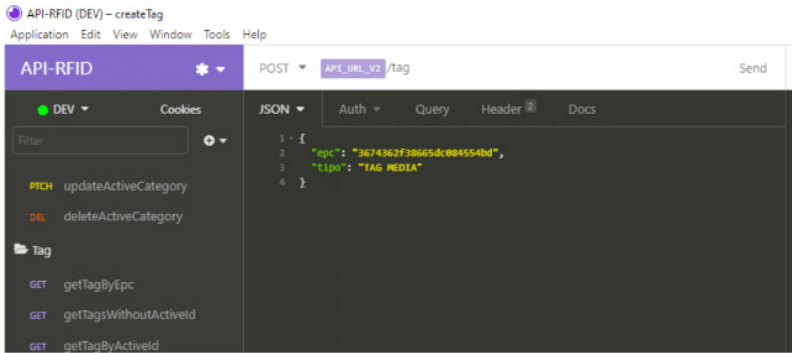 API-RFID (DEV) – createTag
Application Edit View Window Tools Help
API-RFID
POST API_URL_V2 /tag Send
DEV Cookies
JSON Auth Query Header 2 Docs
Filter
1 {
2 "epc": "3674362f38665dc084554bd",
3 "tipo": "TAG MEDIA"
4 }
PTCH updateActiveCategory
DEL deleteActiveCategory
Tag
GET getTagByEpc
GET getTagsWithoutActiveId
GET getTagByActiveId